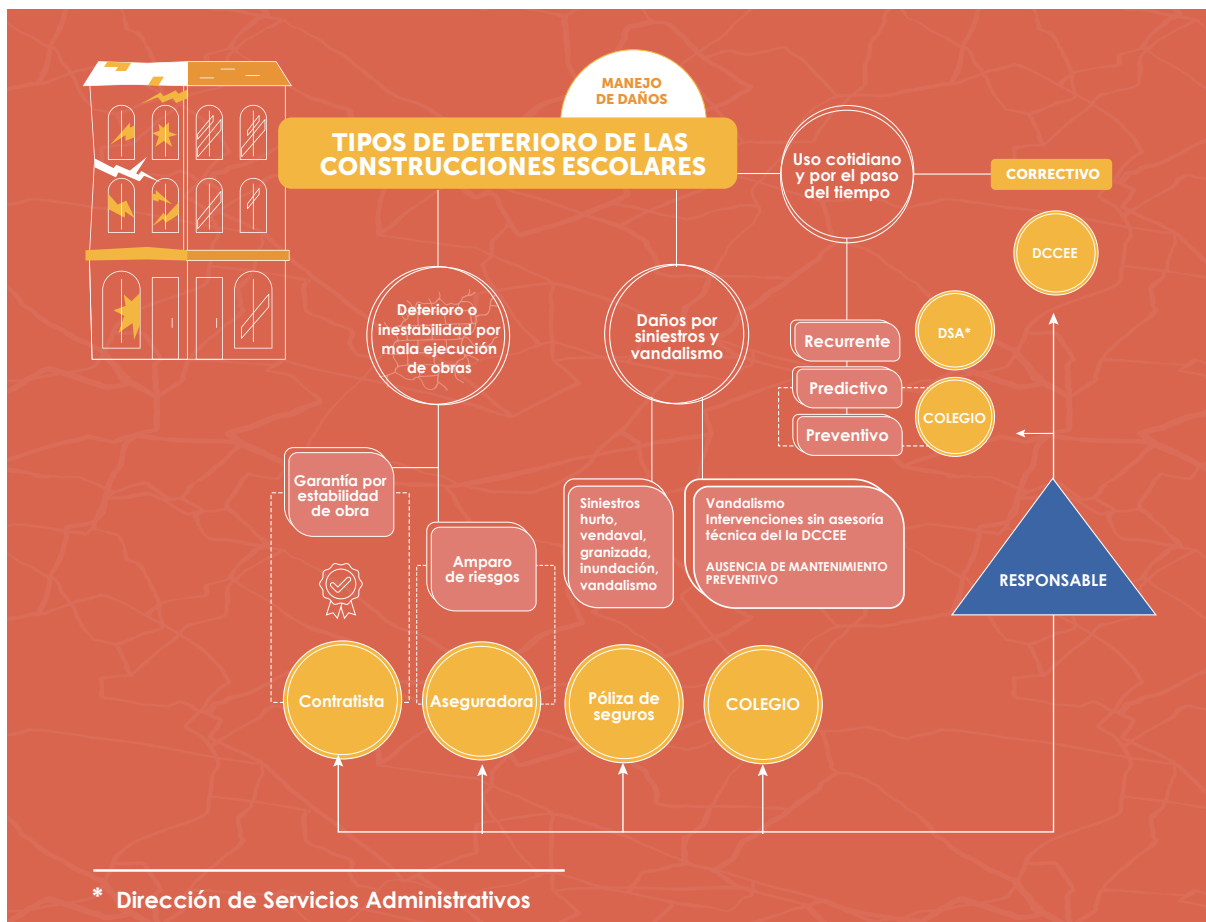 MANEJO
DE DAÑOS
TIPOS DE DETERIORO DE LAS
CONSTRUCCIONES ESCOLARES
Uso cotidiano
y por el paso
del tiempo
CORRECTIVO
DCCEE
Deterioro o
inestabilidad por
mala ejecución
de obras
Daños por
siniestros y
vandalismo
Recurrente
DSA*
Predictivo
COLEGIO
Preventivo
Garantía por
estabilidad
de obra
Amparo
de riesgos
Siniestros
hurto,
vendaval,
granizada,
inundación,
vandalismo
Vandalismo
Intervenciones sin asesoría
técnica del la DCCEE
AUSENCIA DE MANTENIMIENTO
PREVENTIVO
RESPONSABLE
Contratista
Aseguradora
Póliza de
seguros
COLEGIO
* Dirección de Servicios Administrativos